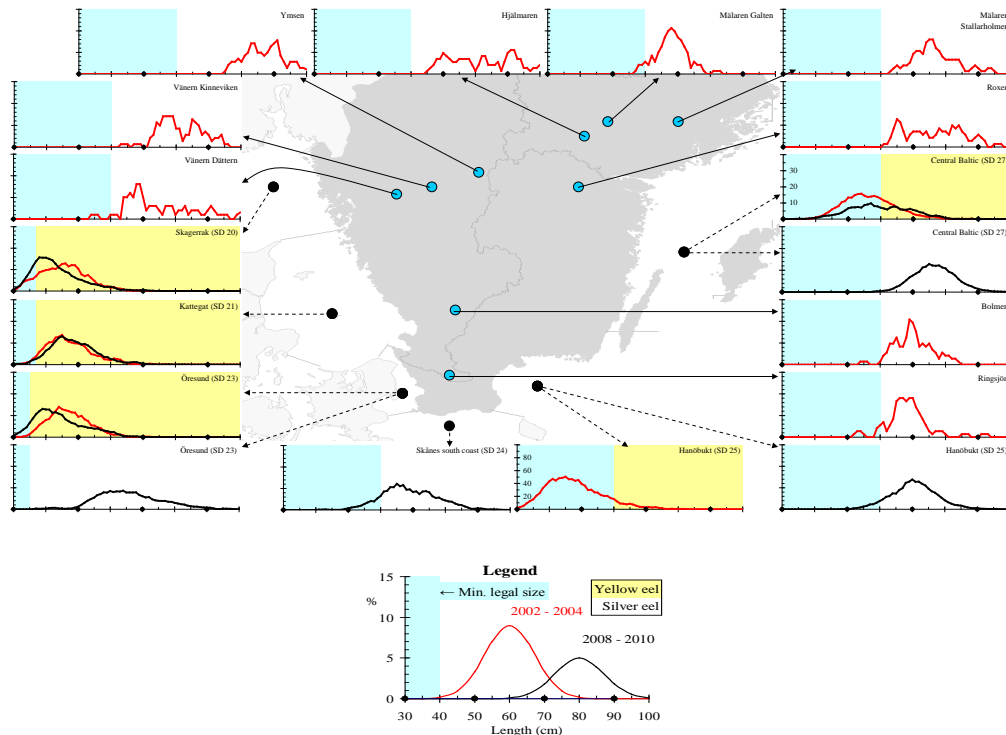 Ymsen
Hjälmaren
Mälaren Galten
Mälaren
Stallarholmen
Vänern Kinneviken
Roxen
Vänern Dättern
Central Baltic (SD 27)
40
30
20
10
Skagerrak (SD 20)
Central Baltic (SD 27)
Kattegat (SD 21)
Bolmen
Öresund (SD 23)
Ringsjön
Öresund (SD 23)
Skånes south coast (SD 24)
Hanöbukt (SD 25)
80
60
40
20
Hanöbukt (SD 25)
Legend
15
10
5
0
%
← Min. legal size
Yellow eel
Silver eel
2002 - 2004
2008 - 2010
30 40 50 60 70 80 90 100
Length (cm)